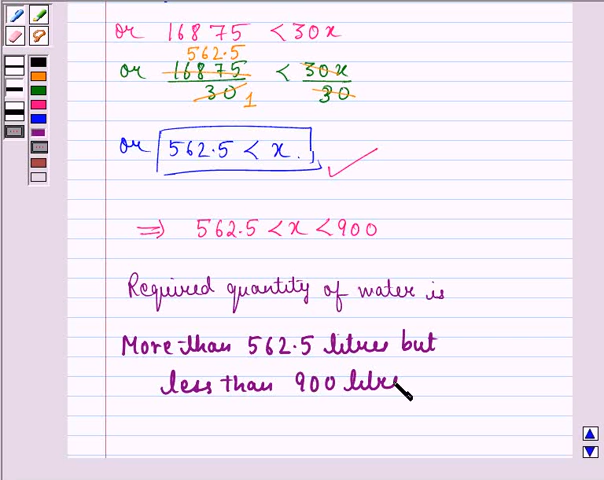 or 16875 < 30x
562.5
or 16875/30 < 30x/30
1
or 562.5 < x.
⇒ 562.5 < x < 900
Required quantity of water is
More than 562.5 litres but
less than 900 litre